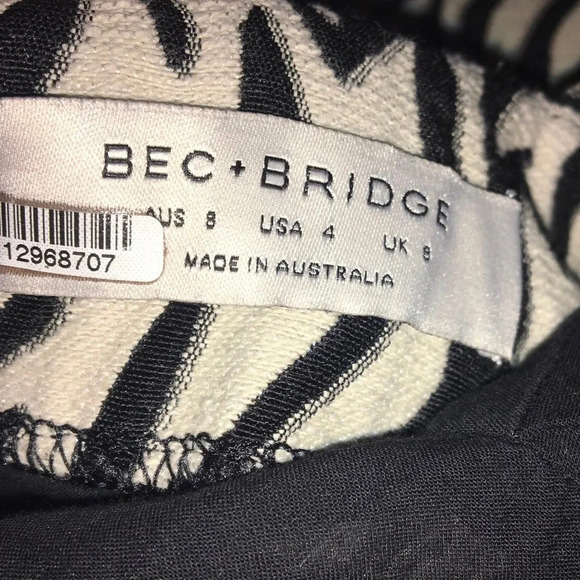 BEC+BRIDGE
AUS 8 USA 4 UK 8
MADE IN AUSTRALIA
12968707